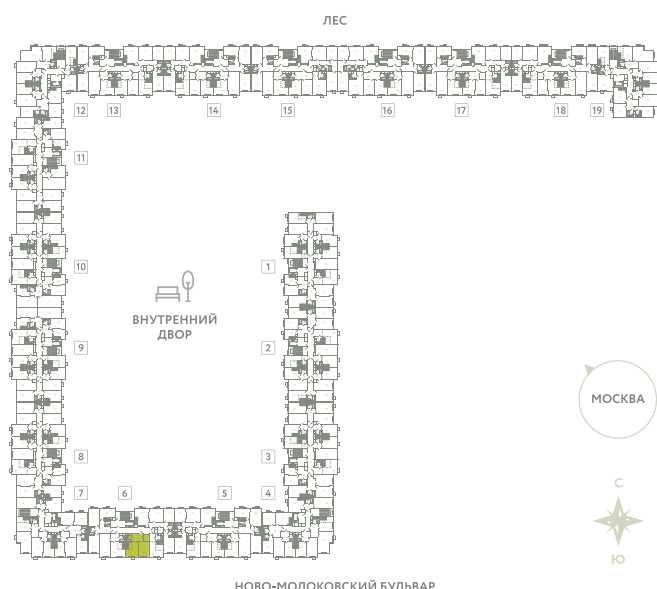 ЛЕС
12 13 14 15 16 17 18 19
11
10 1
ВНУТРЕННИЙ
ДВОР
9 2
МОСКВА
8 3
7 6 5 4
С
Ю
НОВО-МОЛОКОВСКИЙ БУЛЬВАР